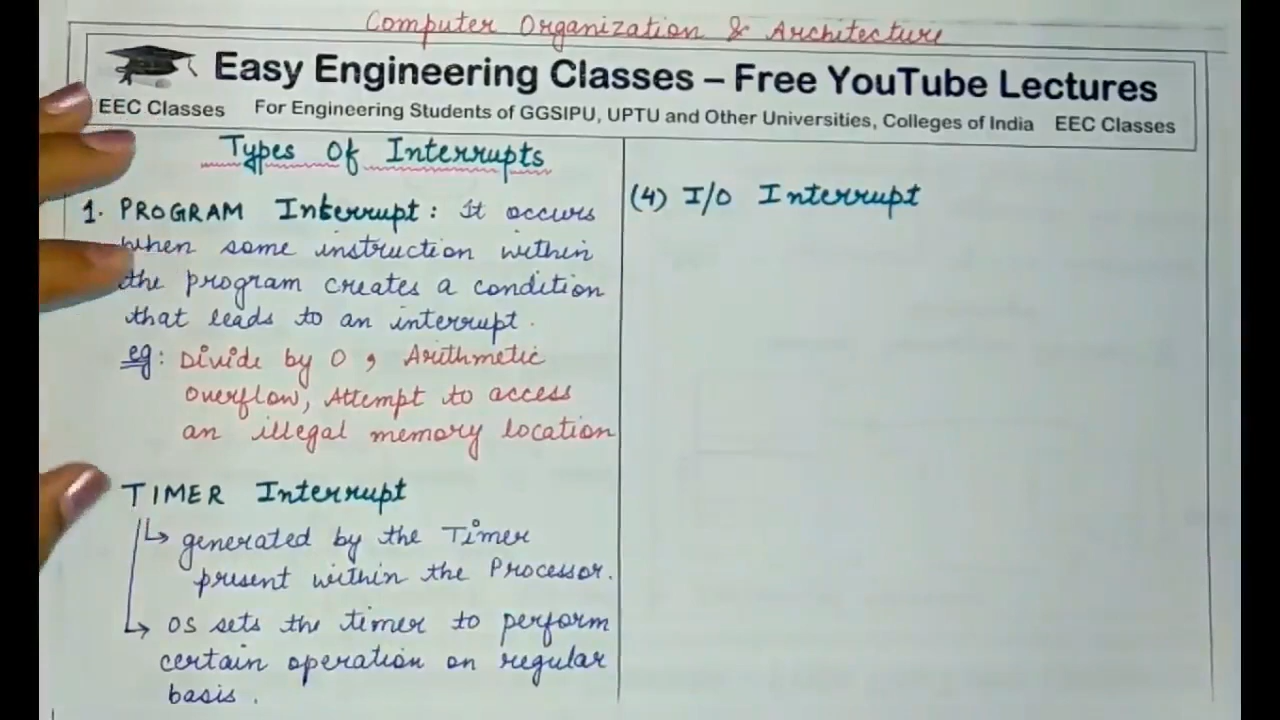 Computer Organization & Architecture
Easy Engineering Classes – Free YouTube Lectures
EEC Classes For Engineering Students of GGSIPU, UPTU and Other Universities, Colleges of India EEC Classes
Types Of Interrupts
1. PROGRAM Interrupt: It occurs
when some instruction within
the program creates a condition
that leads to an interrupt.
eg: Divide by 0, Arithmetic
Overflow, Attempt to access
an illegal memory location
TIMER Interrupt
↳ generated by the Timer
present within the Processor.
↳ OS sets the timer to perform
certain operation on regular
basis.
(4) I/O Interrupt